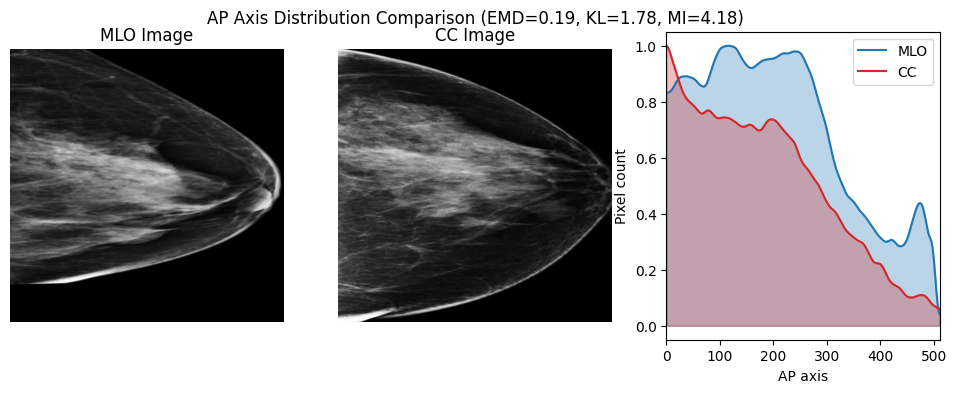 AP Axis Distribution Comparison (EMD=0.19, KL=1.78, MI=4.18)
MLO Image
CC Image
MLO
CC
Pixel count
1.0
0.8
0.6
0.4
0.2
0.0
0 100 200 300 400 500
AP axis